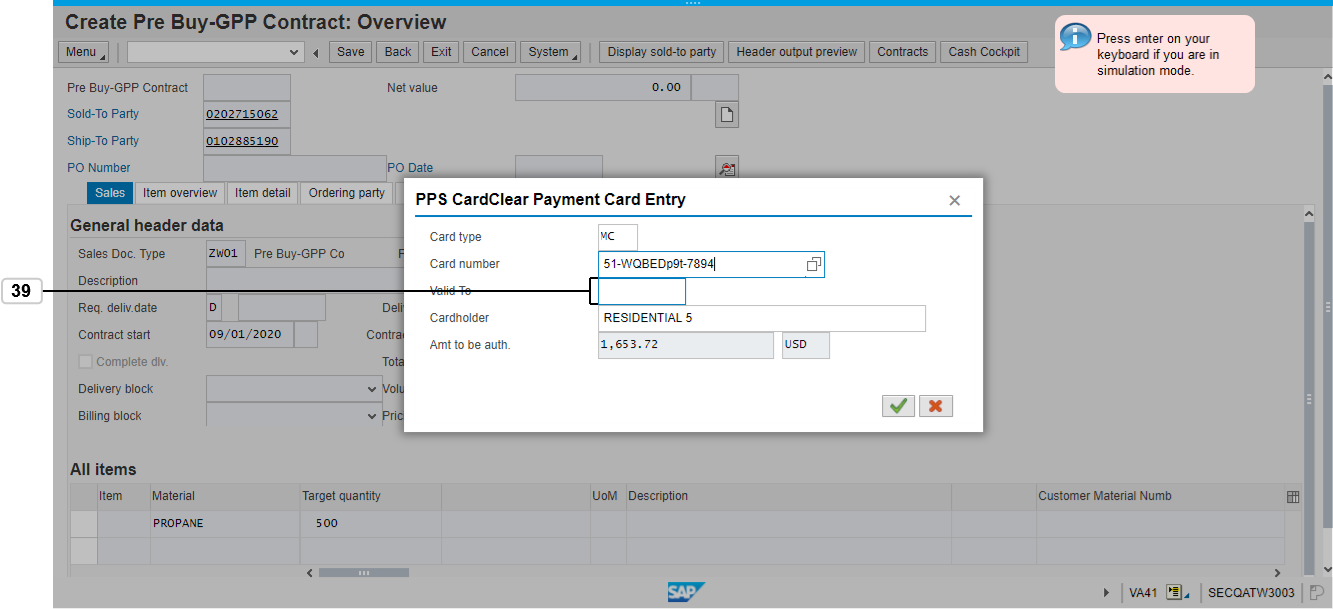 Create Pre Buy-GPP Contract: Overview
Menu Save Back Exit Cancel System Display sold-to party Header output preview Contracts Cash Cockpit
Press enter on your
keyboard if you are in
simulation mode.
Pre Buy-GPP Contract Net value 0.00
Sold-To Party 0202715062
Ship-To Party 0102885190
PO Number PO Date
Sales Item overview Item detail Ordering party
General header data
Sales Doc. Type ZW01 Pre Buy-GPP Co
Description
Req. deliv.date D Deli
Contract start 09/01/2020 Contra
Complete dlv. Tota
Delivery block Volu
Billing block Pric
PPS CardClear Payment Card Entry
Card type MC
Card number 51-WQBEDp9t-7894
39
Valid To
Cardholder RESIDENTIAL 5
Amt to be auth. 1,653.72 USD
All items
Item Material Target quantity UoM Description Customer Material Numb
PROPANE 500
SAP VA41 SECQATW3003